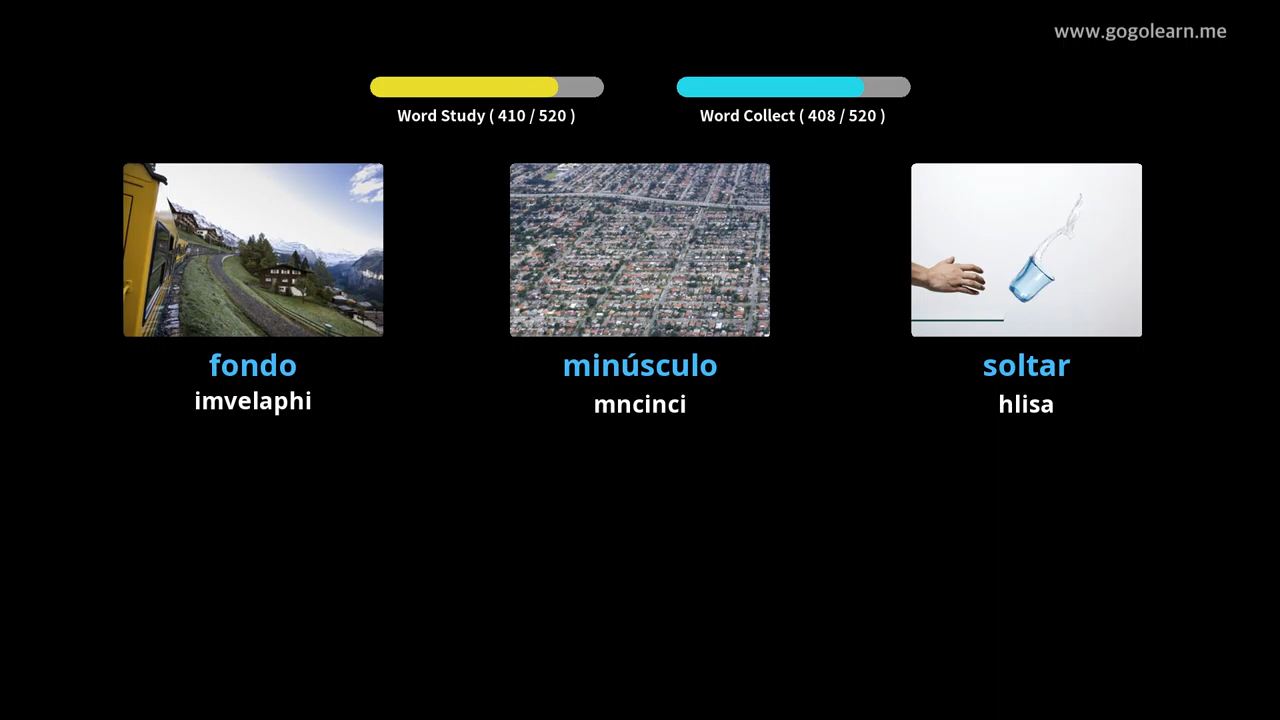 www.gogolearn.me
Word Study ( 410 / 520 )
Word Collect ( 408 / 520 )
fondo
imvelaphi
minúsculo
mncinci
soltar
hlisa